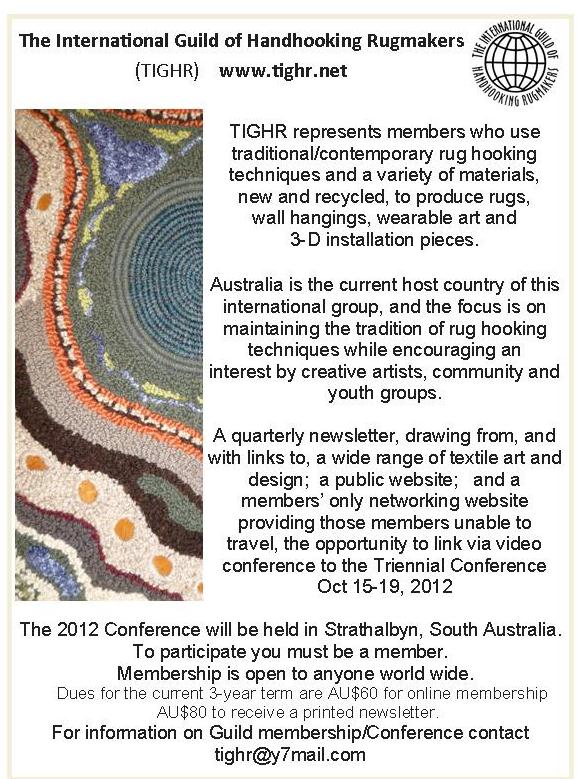 The International Guild of Handhooking Rugmakers
(TIGHR) www.tighr.net
THE INTERNATIONAL GUILD OF
HANDHOOKING RUGMAKERS
TIGHR represents members who use
traditional/contemporary rug hooking
techniques and a variety of materials,
new and recycled, to produce rugs,
wall hangings, wearable art and
3-D installation pieces.
Australia is the current host country of this
international group, and the focus is on
maintaining the tradition of rug hooking
techniques while encouraging an
interest by creative artists, community and
youth groups.
A quarterly newsletter, drawing from, and
with links to, a wide range of textile art and
design; a public website; and a
members' only networking website
providing those members unable to
travel, the opportunity to link via video
conference to the Triennial Conference
Oct 15-19, 2012
The 2012 Conference will be held in Strathalbyn, South Australia.
To participate you must be a member.
Membership is open to anyone world wide.
Dues for the current 3-year term are AU$60 for online membership
AU$80 to receive a printed newsletter.
For information on Guild membership/Conference contact
tighr@y7mail.com